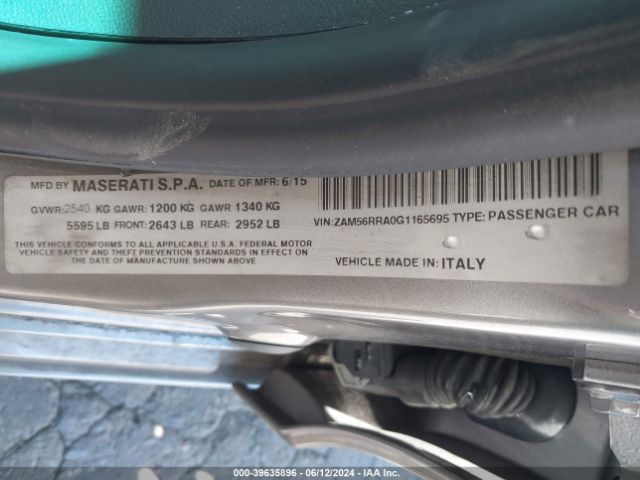 MFD BY MASERATI S.P.A. DATE OF MFR: 6/15
GVWR:2540 KG GAWR: 1200 KG GAWR 1340 KG
5595 LB FRONT: 2643 LB REAR: 2952 LB
THIS VEHICLE CONFORMS TO ALL APPLICABLE U.S.A. FEDERAL MOTOR
VEHICLE SAFETY AND THEFT PREVENTION STANDARDS IN EFFECT ON
THE DATE OF MANUFACTURE SHOWN ABOVE
VIN:ZAM56RRA0G1165695 TYPE: PASSENGER CAR
VEHICLE MADE IN: ITALY
000-39635896 - 06/12/2024 - IAA Inc.